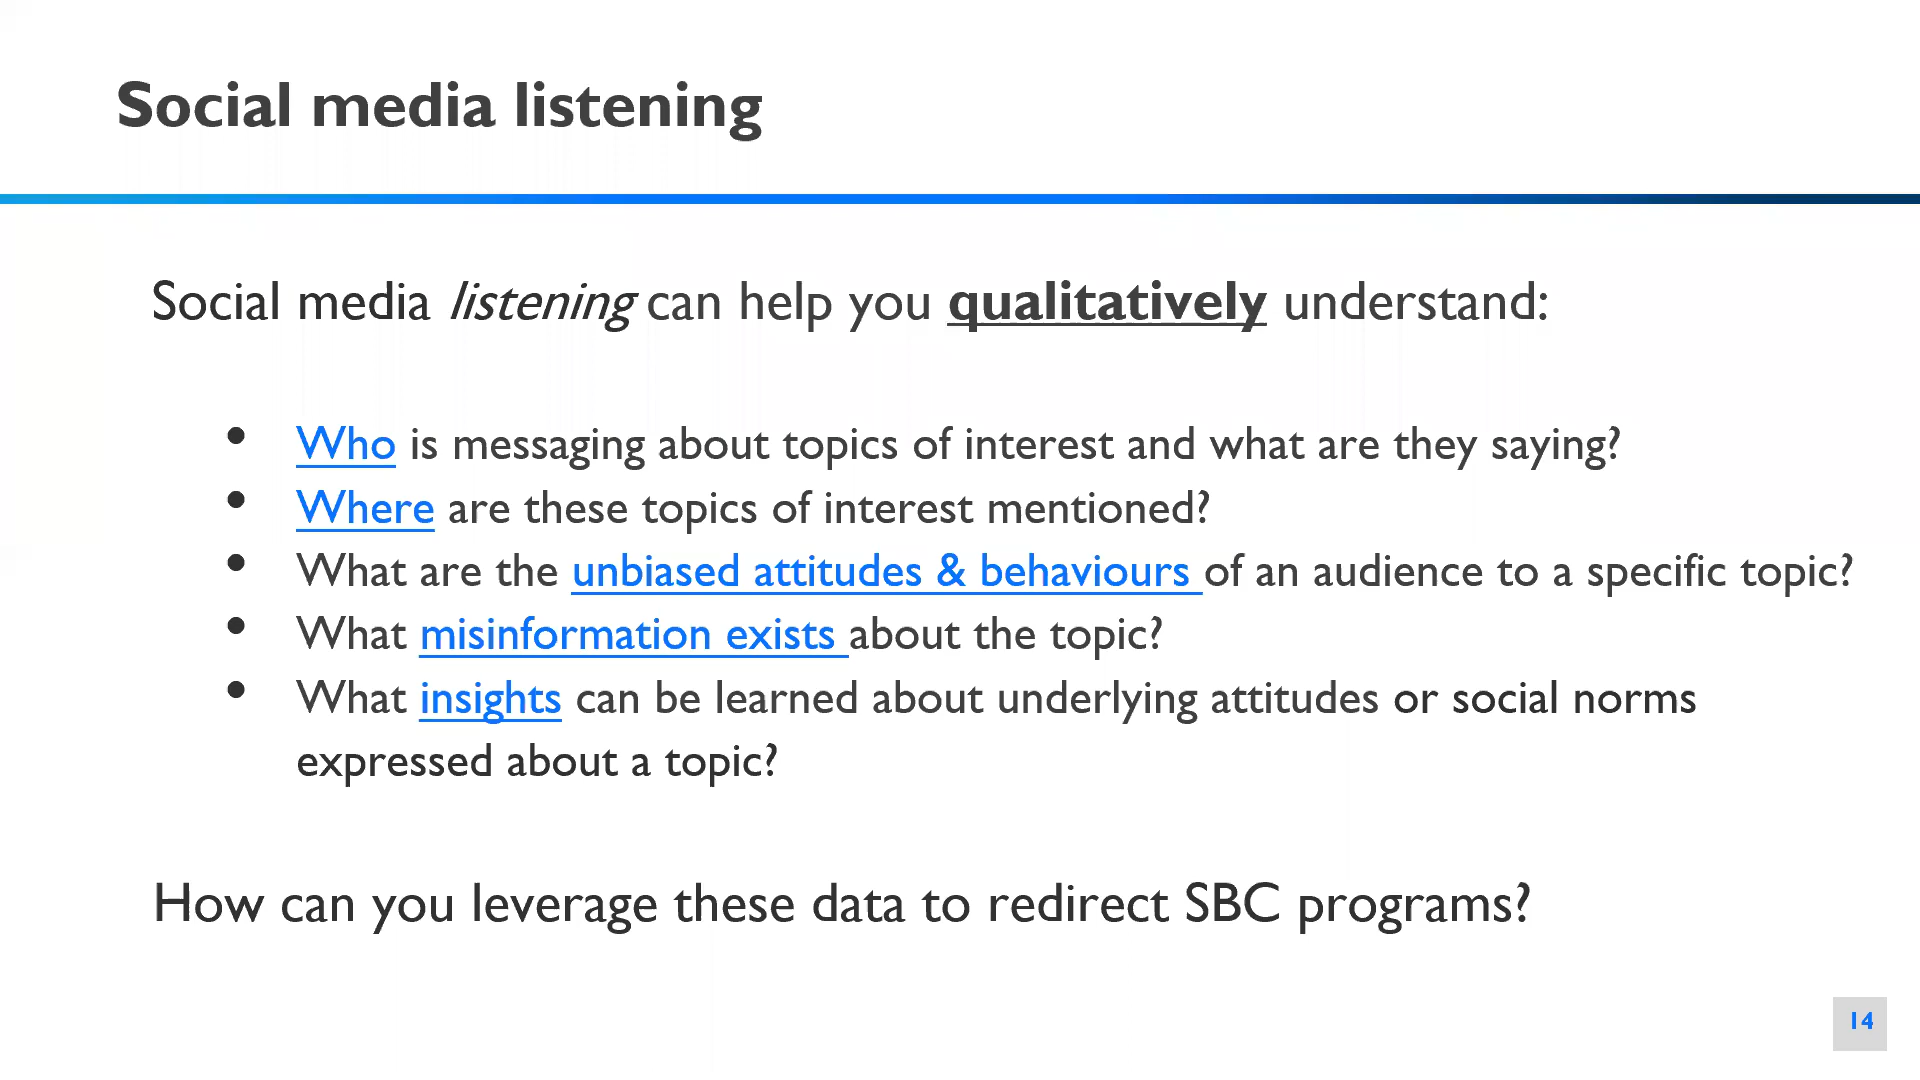 Social media listening
Social media listening can help you qualitatively understand:
• Who is messaging about topics of interest and what are they saying?
• Where are these topics of interest mentioned?
• What are the unbiased attitudes & behaviours of an audience to a specific topic?
• What misinformation exists about the topic?
• What insights can be learned about underlying attitudes or social norms
expressed about a topic?
How can you leverage these data to redirect SBC programs?
14